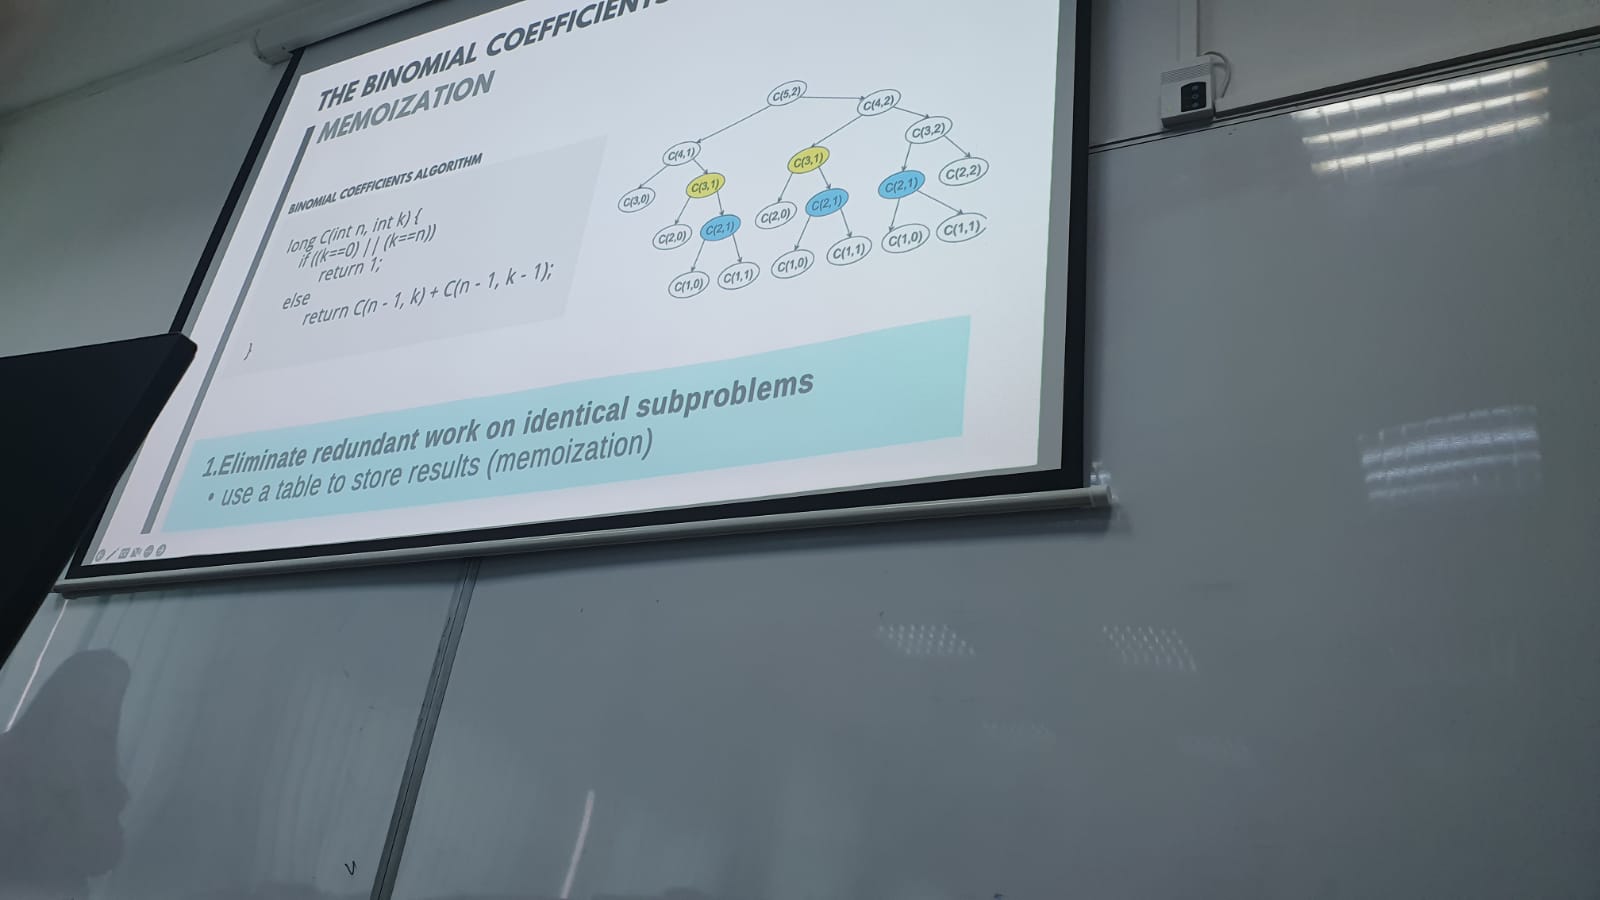 THE BINOMIAL COEFFICIENTS
MEMOIZATION
BINOMIAL COEFFICIENTS ALGORITHM
long C(int n, int k) {
if ((k==0) || (k==n))
return 1;
else
return C(n - 1, k) + C(n - 1, k - 1);
}
C(5,2)
C(4,1)
C(4,2)
C(3,0)
C(3,1)
C(3,1)
C(3,2)
C(2,0)
C(2,1)
C(2,0)
C(2,1)
C(2,1)
C(2,2)
C(1,0)
C(1,1)
C(1,0)
C(1,1)
C(1,0)
C(1,1)
1.Eliminate redundant work on identical subproblems
• use a table to store results (memoization)